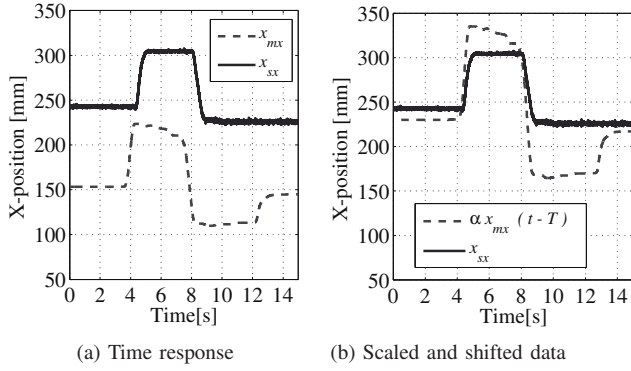 350
300
250
200
150
100
50
X-position [mm]
0 2 4 6 8 10 12 14
Time[s]
x_mx
x_sx
(a) Time response
350
300
250
200
150
100
50
X-position [mm]
0 2 4 6 8 10 12 14
Time[s]
α x_mx ( t - T )
x_sx
(b) Scaled and shifted data